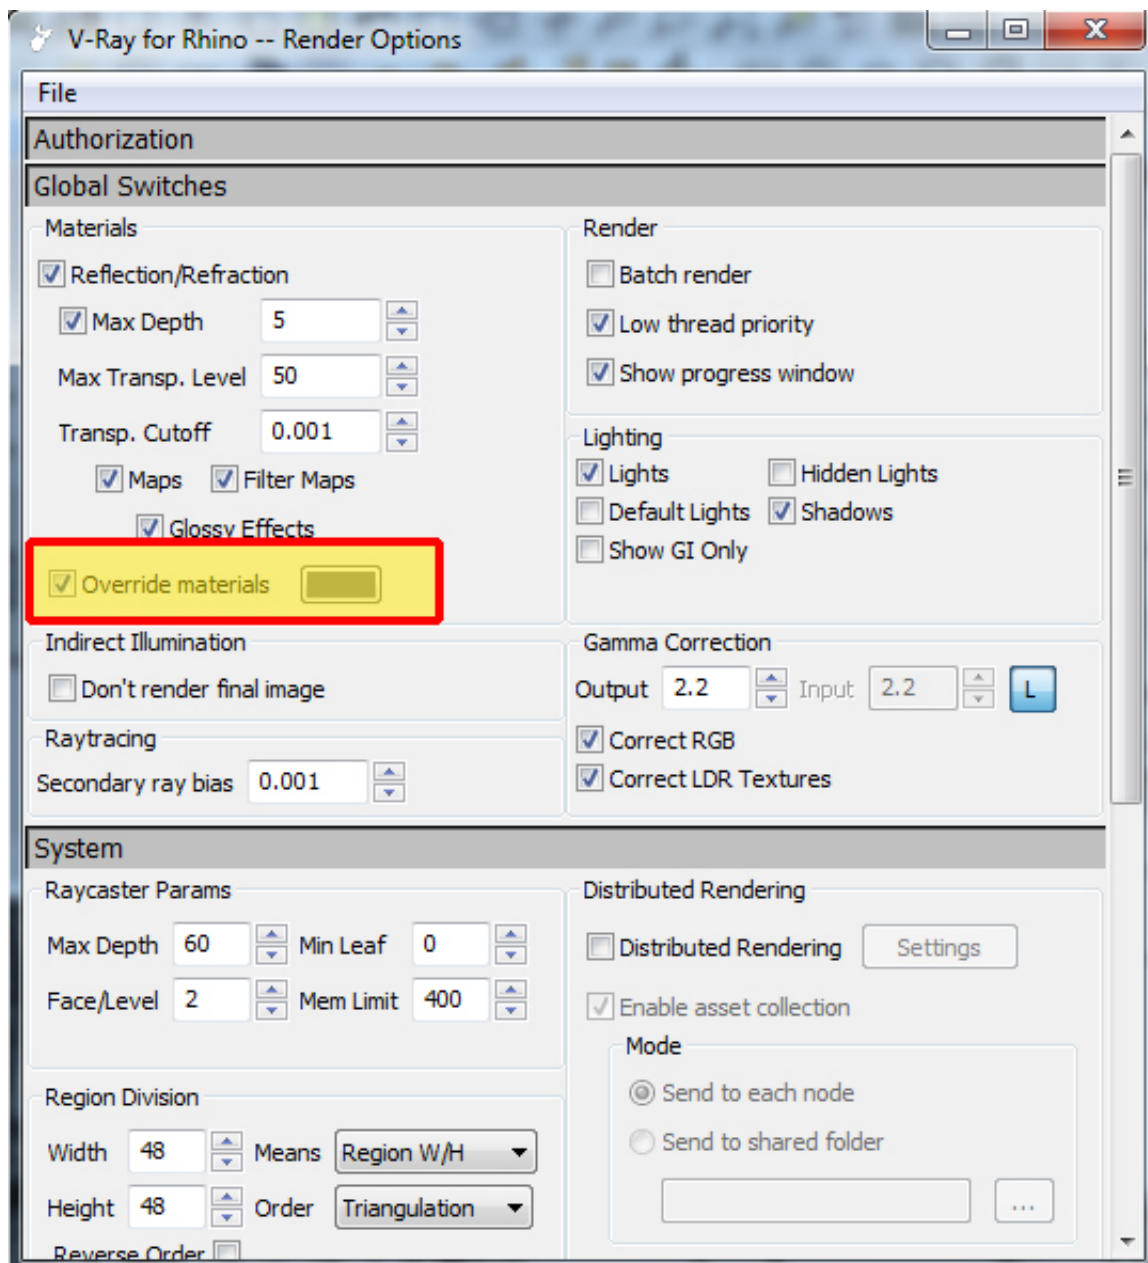 V-Ray for Rhino -- Render Options
File
Authorization
Global Switches
Materials
Reflection/Refraction
Max Depth 5
Max Transp. Level 50
Transp. Cutoff 0.001
Maps Filter Maps
Glossy Effects
Override materials
Render
Batch render
Low thread priority
Show progress window
Lighting
Lights Hidden Lights
Default Lights Shadows
Show GI Only
Indirect Illumination
Don't render final image
Raytracing
Secondary ray bias 0.001
Gamma Correction
Output 2.2 Input 2.2 L
Correct RGB
Correct LDR Textures
System
Raycaster Params
Max Depth 60 Min Leaf 0
Face/Level 2 Mem Limit 400
Region Division
Width 48 Means Region W/H
Height 48 Order Triangulation
Reverse Order
Distributed Rendering
Distributed Rendering Settings
Enable asset collection
Mode
Send to each node
Send to shared folder
...